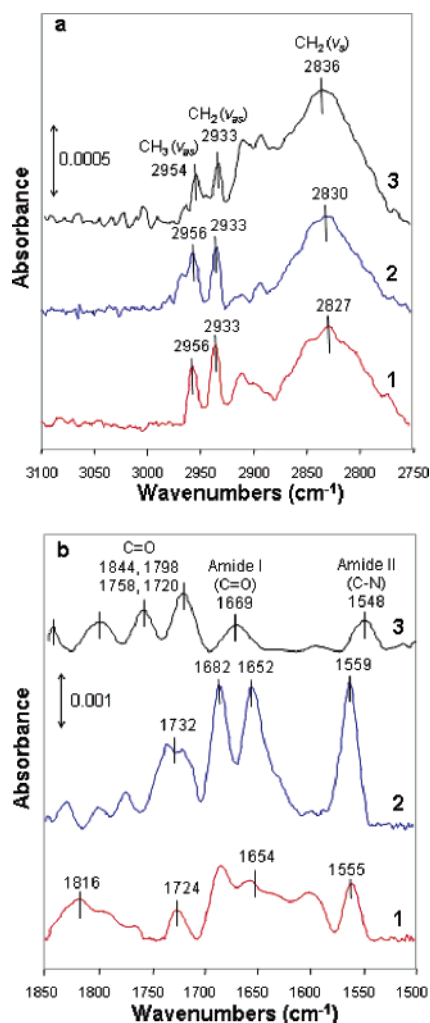 a
CH2 (vs)
2836
CH2 (vas)
CH3 (vas) 2933
2954
0.0005
3
2956 2933
2830
2
2827
2956 2933
1
Absorbance
3100 3050 3000 2950 2900 2850 2800 2750
Wavenumbers (cm-1)
b
C=O
1844, 1798
1758, 1720
Amide I
(C=O)
1669
Amide II
(C-N)
1548
3
0.001
1682 1652
1559
1732
2
1654
1816
1724
1555
1
Absorbance
1850 1800 1750 1700 1650 1600 1550 1500
Wavenumbers (cm-1)